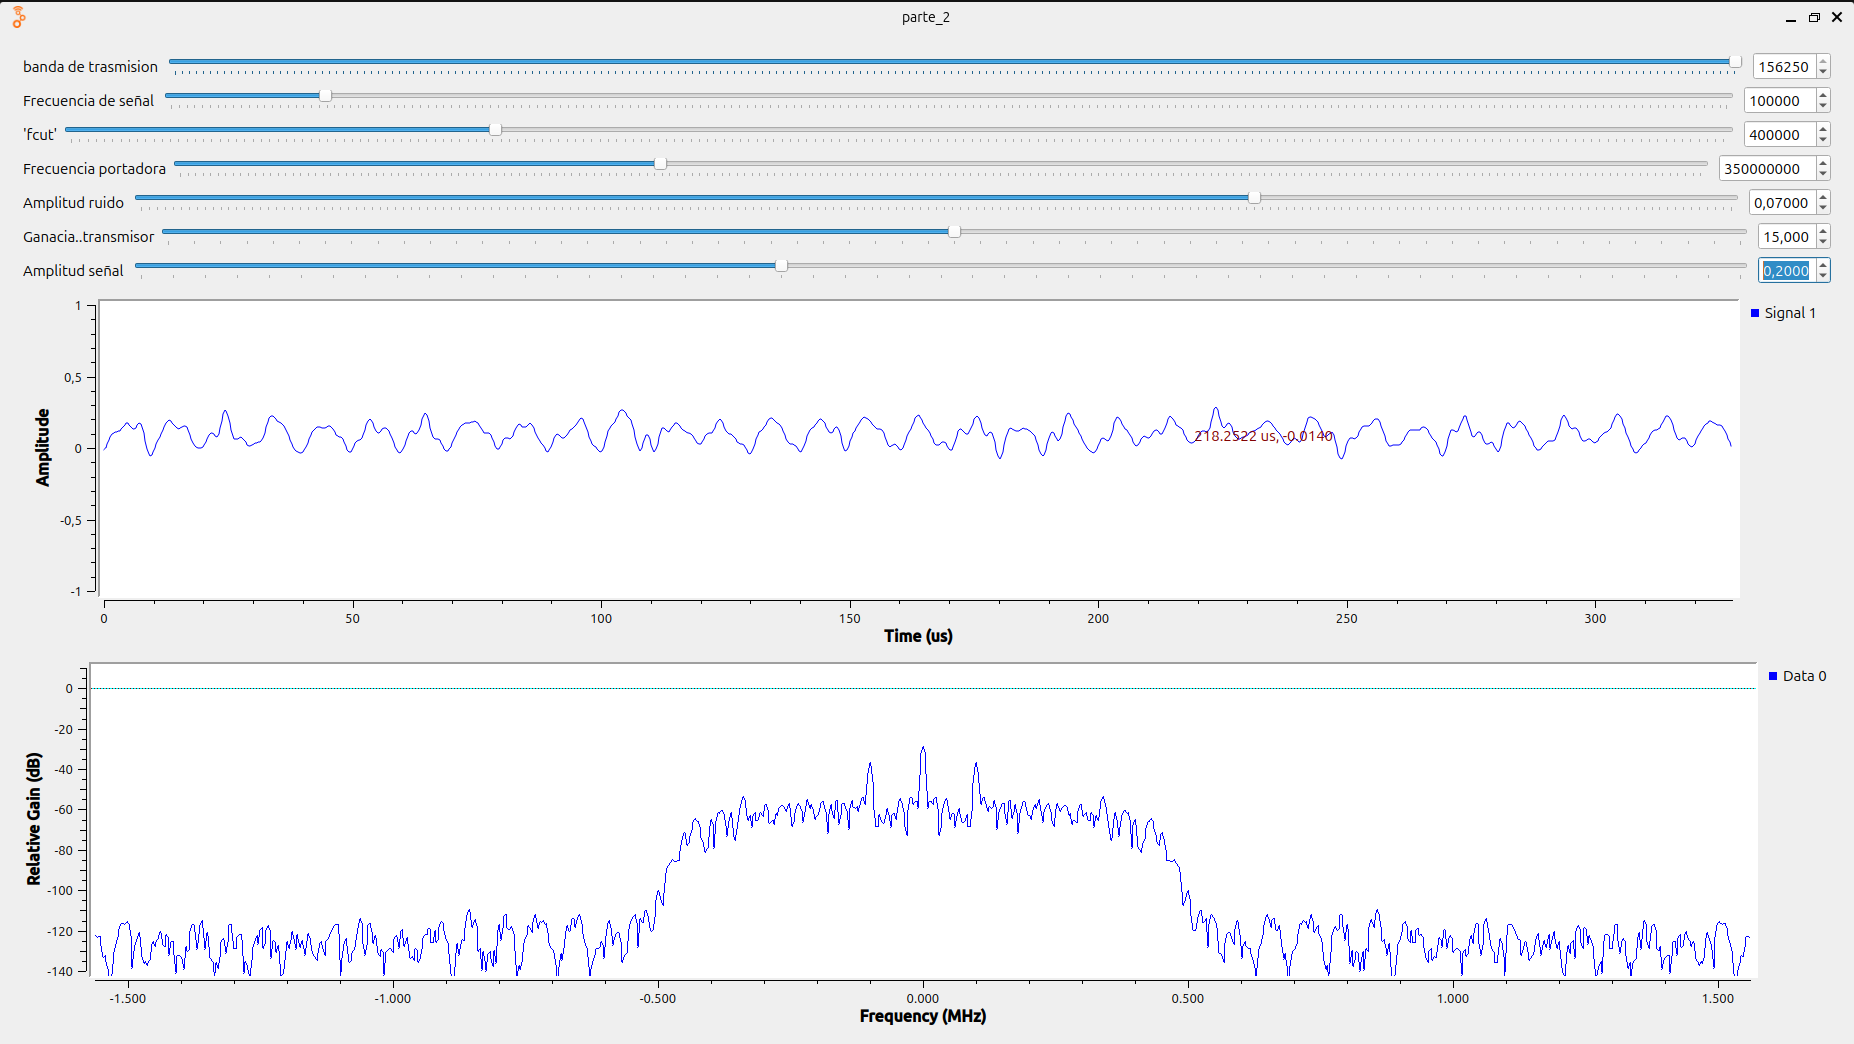 parte_2
banda de trasmision 156250
Frecuencia de señal 100000
'fcut' 400000
Frecuencia portadora 350000000
Amplitud ruido 0,07000
Ganacia..transmisor 15,000
Amplitud señal 0,2000
1
0,5
0
-0,5
-1
Amplitude
Signal 1
218.2522 us, -0.0140
0 50 100 150 200 250 300
Time (us)
0
-20
-40
-60
-80
-100
-120
-140
Relative Gain (dB)
Data 0
-1.500 -1.000 -0.500 0.000 0.500 1.000 1.500
Frequency (MHz)